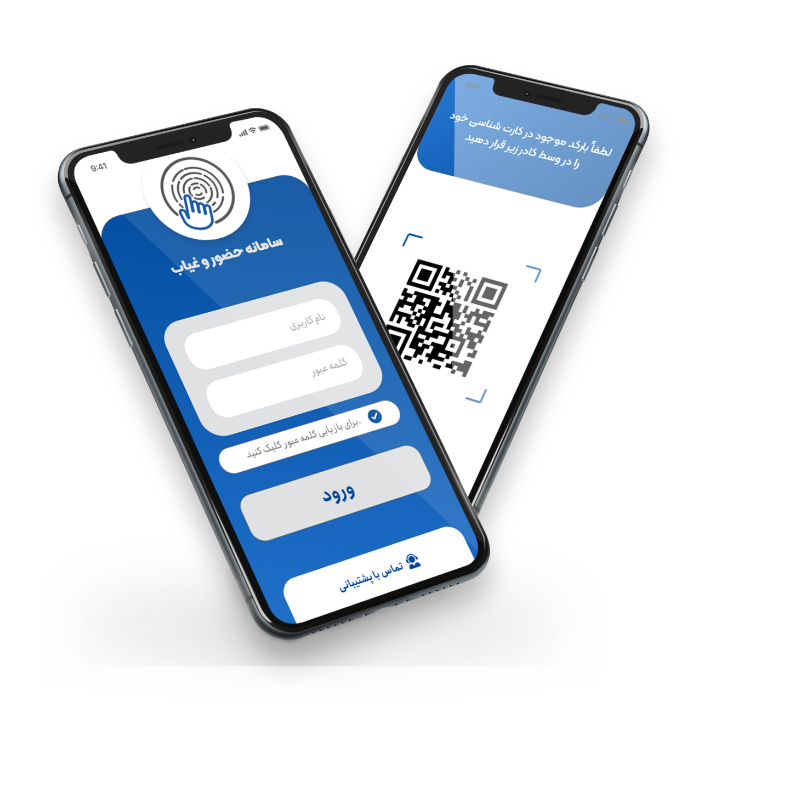 9:41
سامانه حضور و غیاب
نام کاربری
کلمه عبور
برای بازیابی کلمه عبور کلیک کنید.
ورود
تماس با پشتیبانی
لطفاً بارکد موجود در کارت شناسی خود
را در وسط کادر زیر قرار دهید